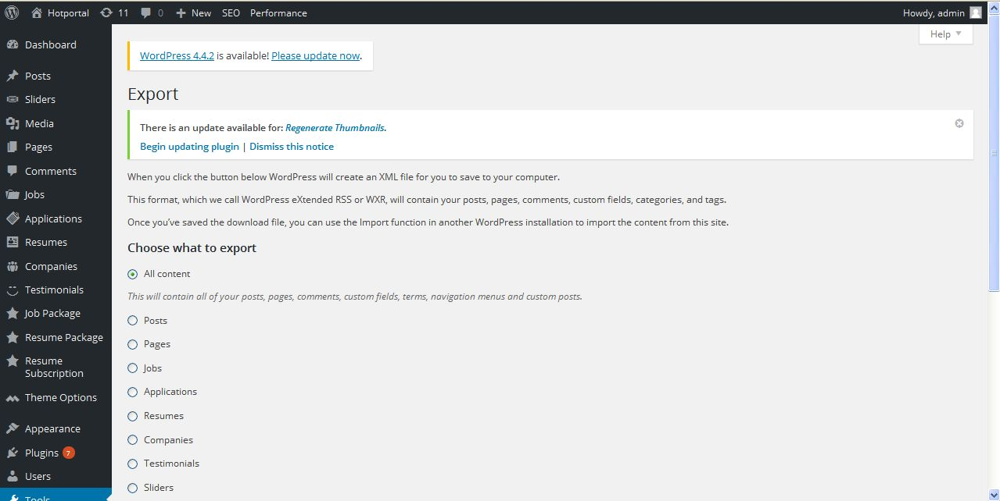 Hotportal 11 0 New SEO Performance Howdy, admin
Help
Dashboard
Posts
Sliders
Media
Pages
Comments
Jobs
Applications
Resumes
Companies
Testimonials
Job Package
Resume Package
Resume
Subscription
Theme Options
Appearance
Plugins 7
Users
Tools
WordPress 4.4.2 is available! Please update now.
Export
There is an update available for: Regenerate Thumbnails.
Begin updating plugin | Dismiss this notice
When you click the button below WordPress will create an XML file for you to save to your computer.
This format, which we call WordPress eXtended RSS or WXR, will contain your posts, pages, comments, custom fields, categories, and tags.
Once you’ve saved the download file, you can use the Import function in another WordPress installation to import the content from this site.
Choose what to export
All content
This will contain all of your posts, pages, comments, custom fields, terms, navigation menus and custom posts.
Posts
Pages
Jobs
Applications
Resumes
Companies
Testimonials
Sliders